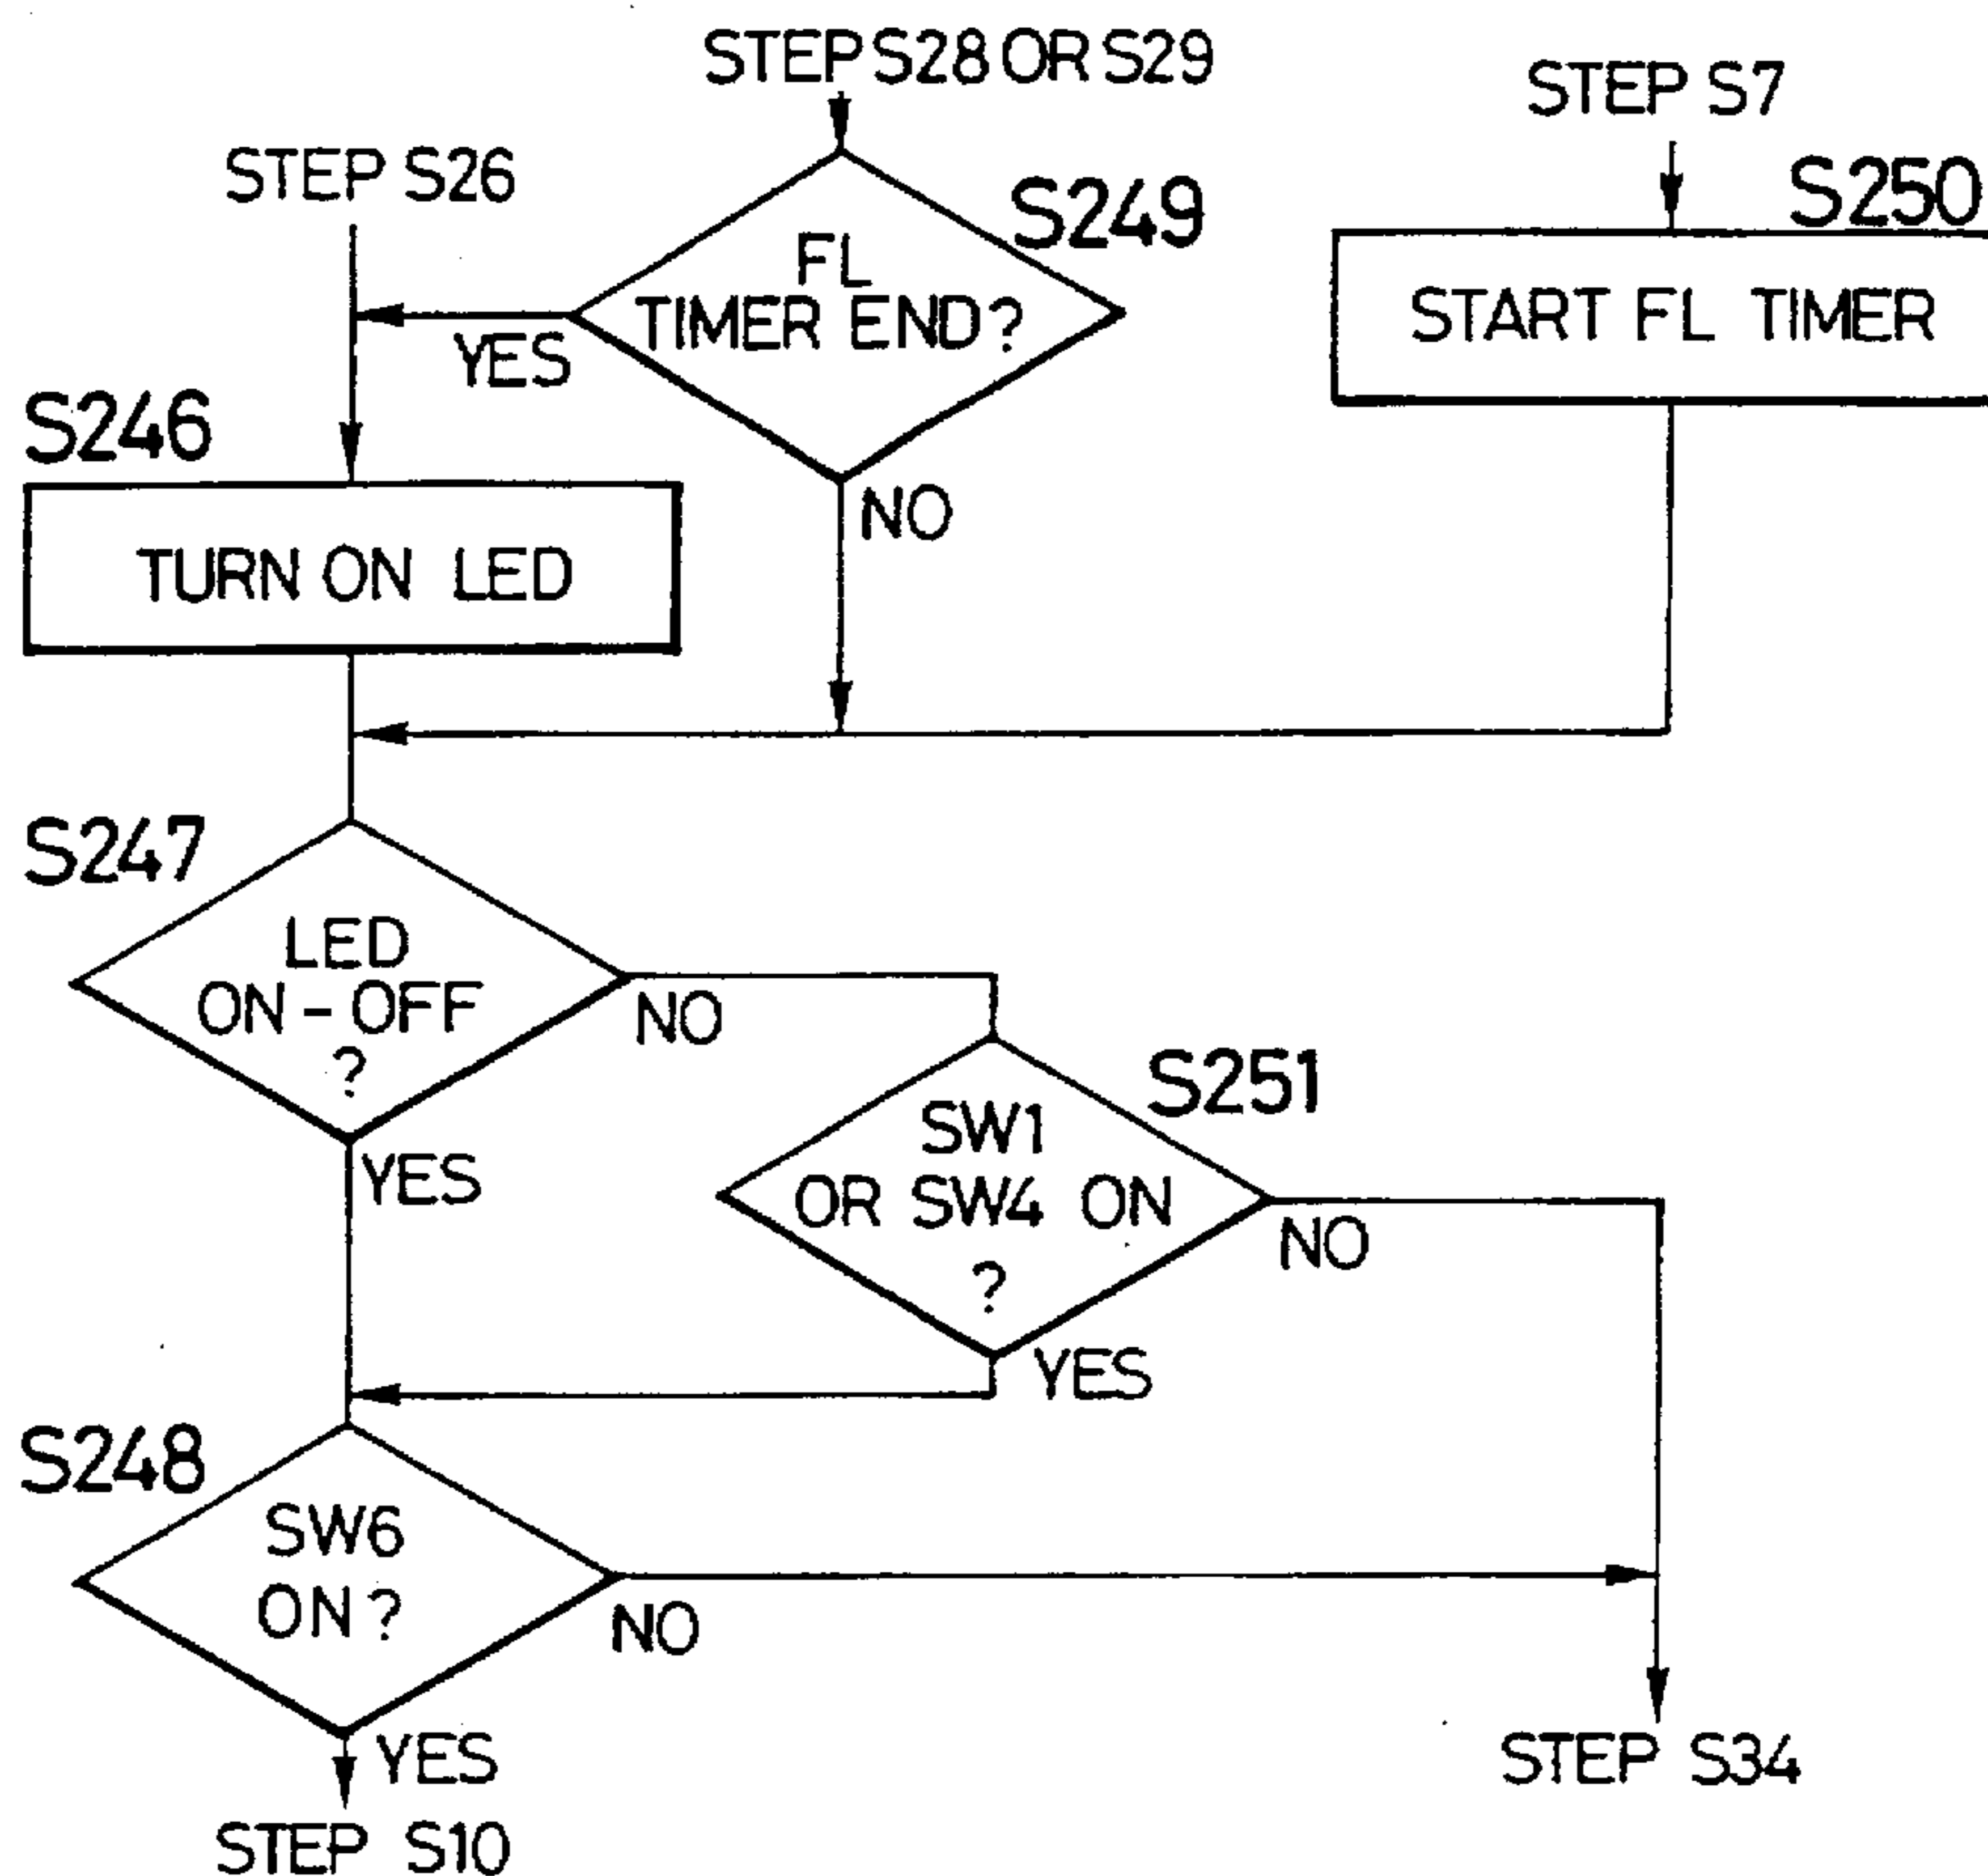 STEP S28 OR S29
STEP S7
STEP S26
S249
S250
FL
TIMER END?
START FL TIMER
YES
S246
NO
TURN ON LED
S247
LED
ON-OFF
?
NO
S251
SW1
OR SW4 ON
?
YES
NO
YES
S248
SW6
ON?
NO
YES
STEP S34
STEP S10